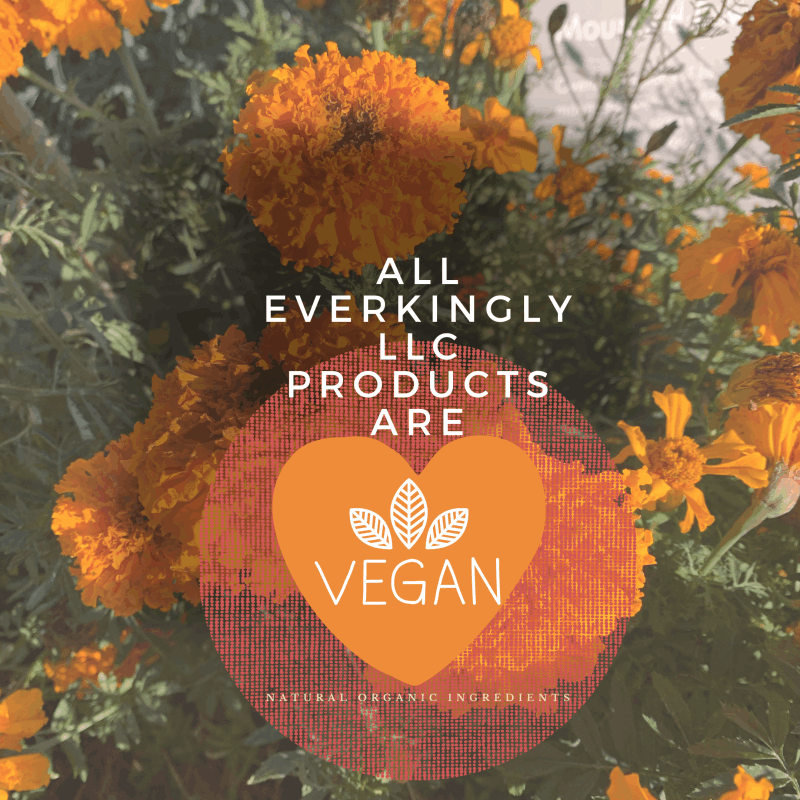 ALL
EVERKINGLY
LLC
PRODUCTS
ARE
VEGAN
NATURAL ORGANIC INGREDIENTS